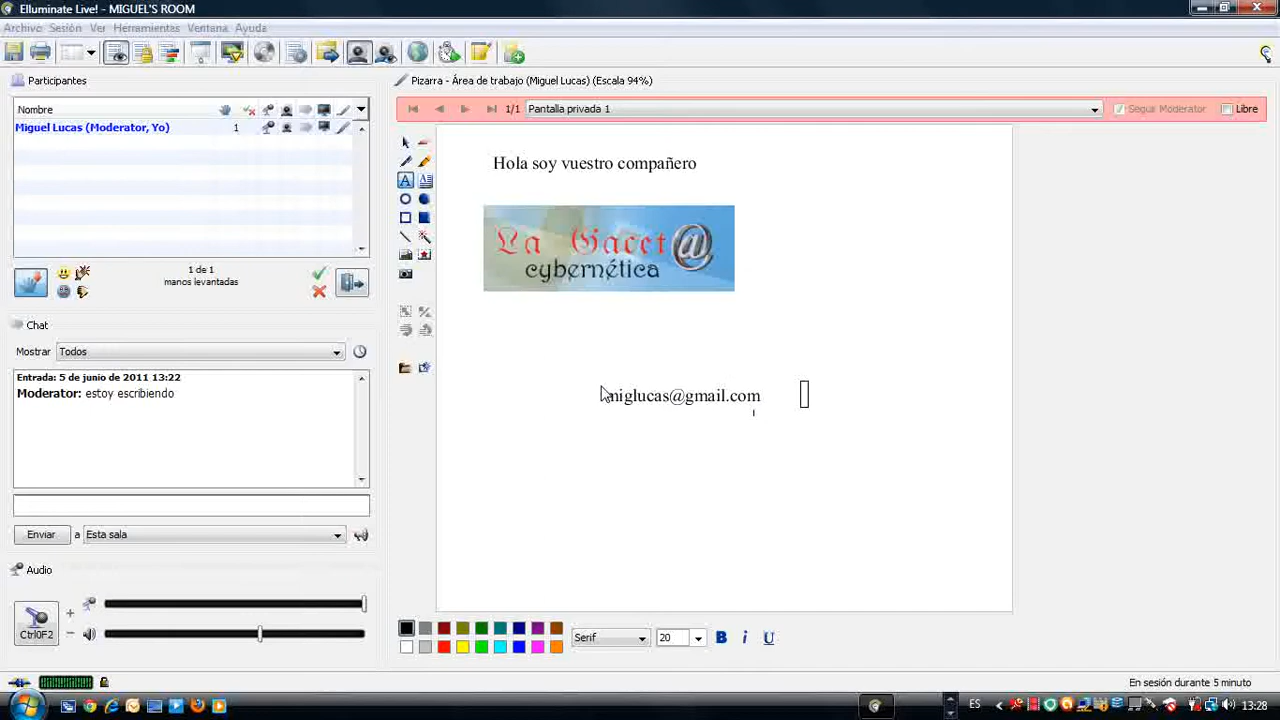 Elluminate Live! - MIGUEL'S ROOM
Archivo Sesión Ver Herramientas Ventana Ayuda
Participantes
Nombre
Miguel Lucas (Moderator, Yo) 1
1 de 1
manos levantadas
Chat
Mostrar Todos
Entrada: 5 de junio de 2011 13:22
Moderator: estoy escribiendo
Enviar a Esta sala
Audio
Ctrl0F2
Pizarra - Área de trabajo (Miguel Lucas) (Escala 94%)
1/1 Pantalla privada 1 Seguir Moderator Libre
Hola soy vuestro compañero
La Gacet@
cybernética
miglucas@gmail.com
Serif 20 B i U
En sesión durante 5 minuto
ES 13:28